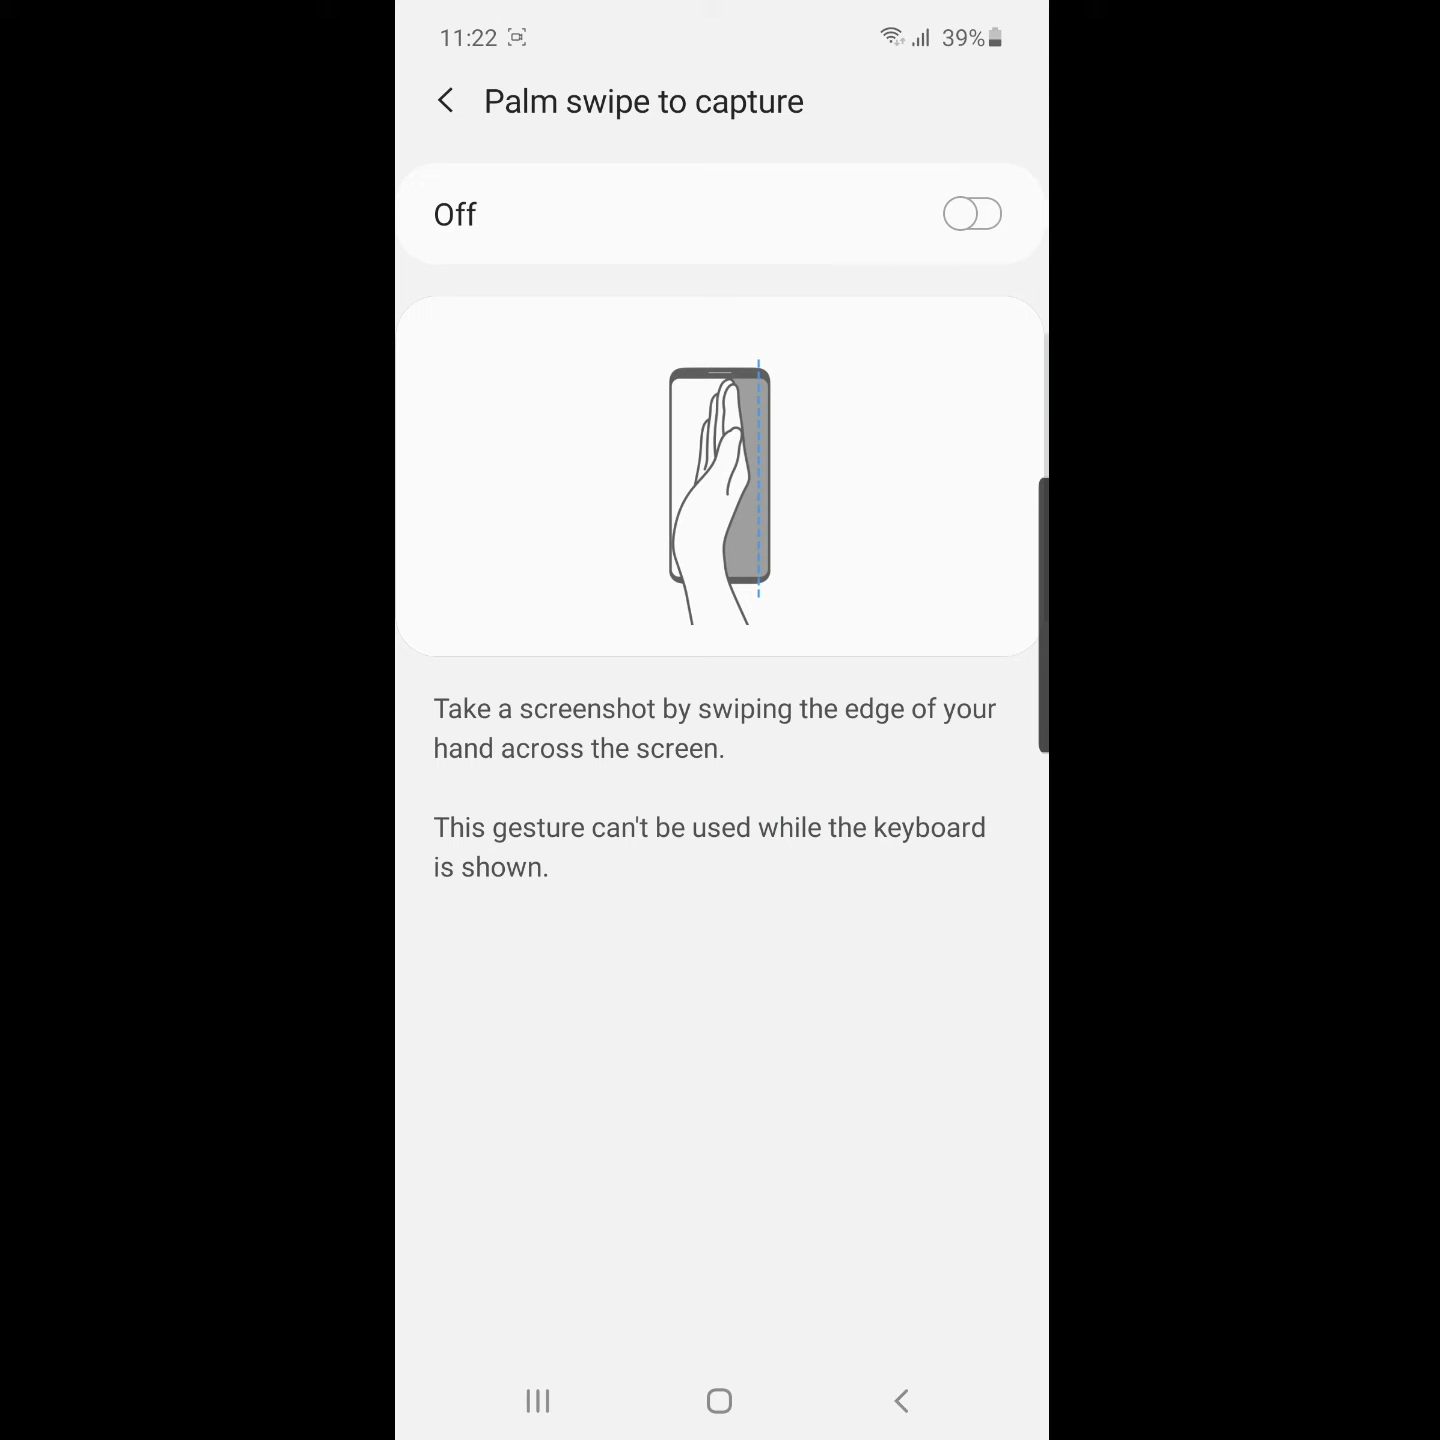 11:22 39%
Palm swipe to capture
Off
Take a screenshot by swiping the edge of your
hand across the screen.
This gesture can't be used while the keyboard
is shown.